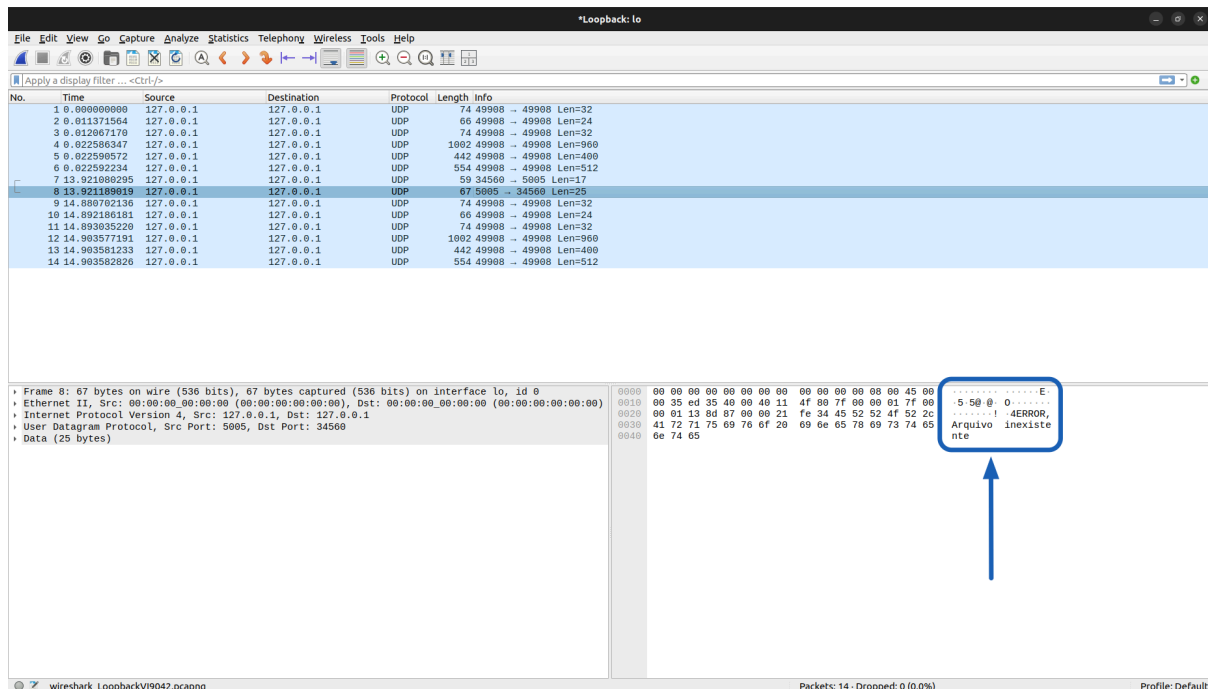 *Loopback: lo
File Edit View Go Capture Analyze Statistics Telephony Wireless Tools Help
Apply a display filter … <Ctrl-/>
No. Time Source Destination Protocol Length Info
1 0.000000000 127.0.0.1 127.0.0.1 UDP 74 49908 → 49908 Len=32
2 0.011371564 127.0.0.1 127.0.0.1 UDP 66 49908 → 49908 Len=24
3 0.012067170 127.0.0.1 127.0.0.1 UDP 74 49908 → 49908 Len=32
4 0.022586347 127.0.0.1 127.0.0.1 UDP 1002 49908 → 49908 Len=960
5 0.022590572 127.0.0.1 127.0.0.1 UDP 442 49908 → 49908 Len=400
6 0.022592234 127.0.0.1 127.0.0.1 UDP 554 49908 → 49908 Len=512
7 13.921080295 127.0.0.1 127.0.0.1 UDP 59 34560 → 5005 Len=17
8 13.921189019 127.0.0.1 127.0.0.1 UDP 67 5005 → 34560 Len=25
9 14.880702136 127.0.0.1 127.0.0.1 UDP 74 49908 → 49908 Len=32
10 14.892186181 127.0.0.1 127.0.0.1 UDP 66 49908 → 49908 Len=24
11 14.893035220 127.0.0.1 127.0.0.1 UDP 74 49908 → 49908 Len=32
12 14.903577191 127.0.0.1 127.0.0.1 UDP 1002 49908 → 49908 Len=960
13 14.903581233 127.0.0.1 127.0.0.1 UDP 442 49908 → 49908 Len=400
14 14.903582826 127.0.0.1 127.0.0.1 UDP 554 49908 → 49908 Len=512
Frame 8: 67 bytes on wire (536 bits), 67 bytes captured (536 bits) on interface lo, id 0
Ethernet II, Src: 00:00:00_00:00:00 (00:00:00:00:00:00), Dst: 00:00:00_00:00:00 (00:00:00:00:00:00)
Internet Protocol Version 4, Src: 127.0.0.1, Dst: 127.0.0.1
User Datagram Protocol, Src Port: 5005, Dst Port: 34560
Data (25 bytes)
0000 00 00 00 00 00 00 00 00 00 00 00 00 08 00 45 00 ········ ······E·
0010 00 35 ed 35 40 00 40 11 4f 80 7f 00 00 01 7f 00 ·5·5@·@· O·······
0020 00 01 13 8d 87 00 00 21 fe 34 45 52 52 4f 52 2c ·······! ·4ERROR,
0030 41 72 71 75 69 76 6f 20 69 6e 65 78 69 73 74 65 Arquivo inexiste
0040 6e 74 65 nte
wireshark_LoopbackVJ9042.pcapng Packets: 14 · Dropped: 0 (0.0%) Profile: Default